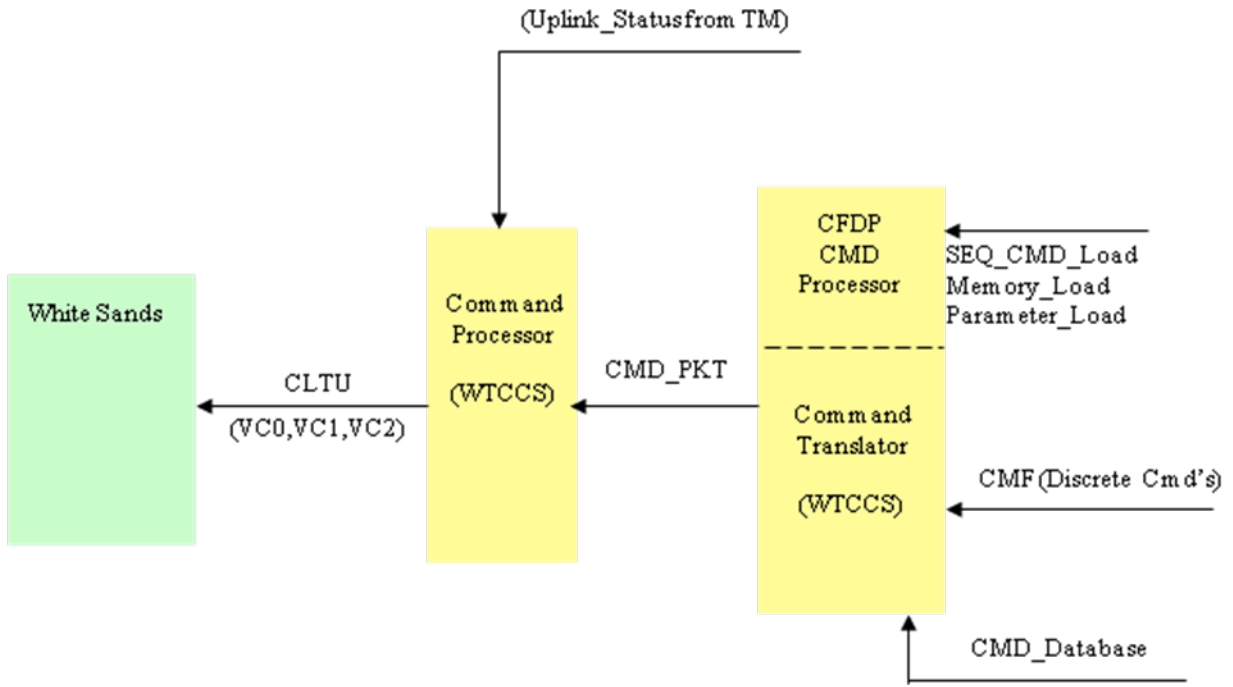 (Uplink_Statusfrom TM)
CFDP
CMD
Processor
SEQ_CMD_Load
Memory_Load
Parameter_Load
White Sands
Command
Processor
(WTCCS)
CLTU
(VC0,VC1,VC2)
CMD_PKT
Command
Translator
(WTCCS)
CMF(Discrete Cmd's)
CMD_Database